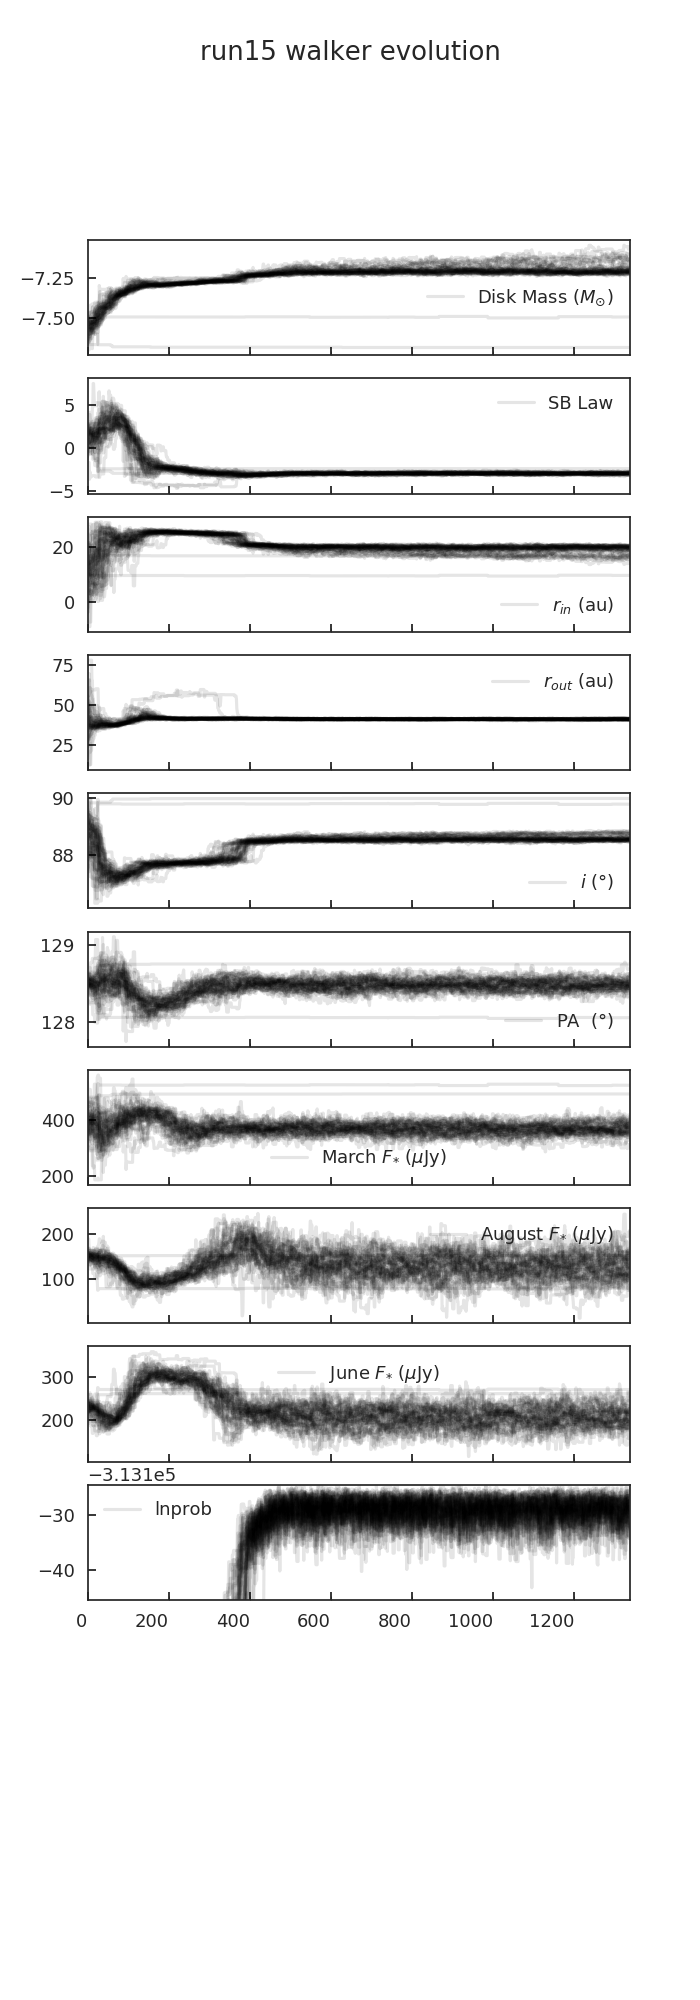 run15 walker evolution
−7.25
−7.50
Disk Mass (M⊙)
5
0
−5
SB Law
20
0
r_in (au)
75
50
25
r_out (au)
90
88
i (°)
129
128
PA (°)
400
200
March F* (μJy)
200
100
August F* (μJy)
300
200
June F* (μJy)
−3.131e5
−30
−40
lnprob
0 200 400 600 800 1000 1200